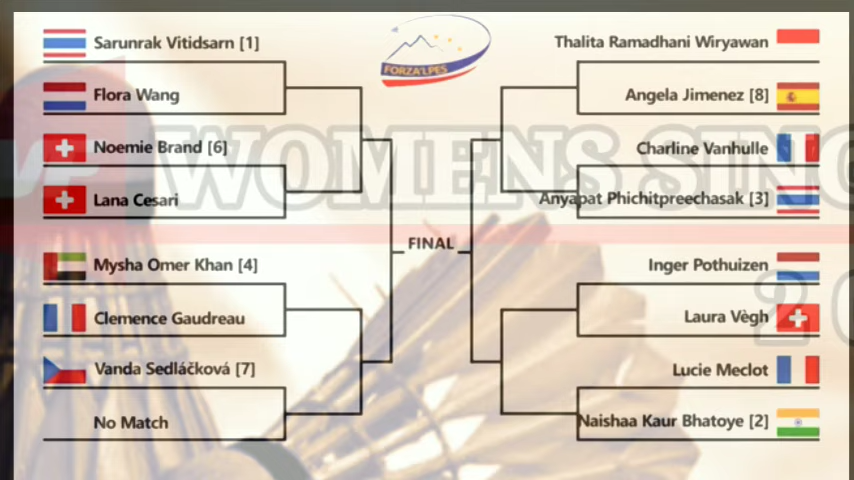 Sarunrak Vitidsarn [1]
Flora Wang
Noemie Brand [6]
Lana Cesari
Mysha Omer Khan [4]
Clemence Gaudreau
Vanda Sedláčková [7]
No Match
FORZA'LPES
WOMENS SING
FINAL
2 0
Thalita Ramadhani Wiryawan
Angela Jimenez [8]
Charline Vanhulle
Anyapat Phichitpreechasak [3]
Inger Pothuizen
Laura Vègh
Lucie Meclot
Naishaa Kaur Bhatoye [2]